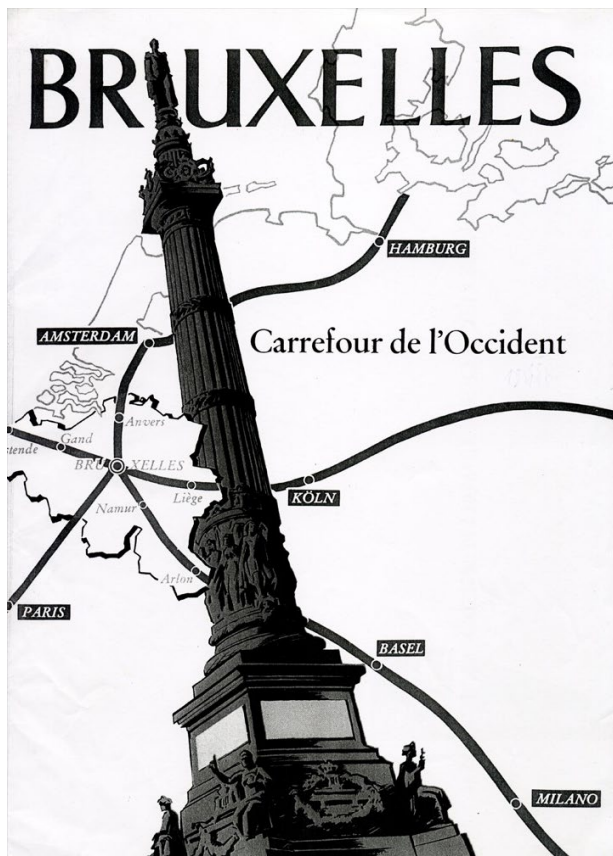 BRUXELLES
HAMBURG
AMSTERDAM
Carrefour de l’Occident
Anvers
Gand
tende
BRUXELLES
Liège
KÖLN
Namur
Arlon
PARIS
BASEL
MILANO